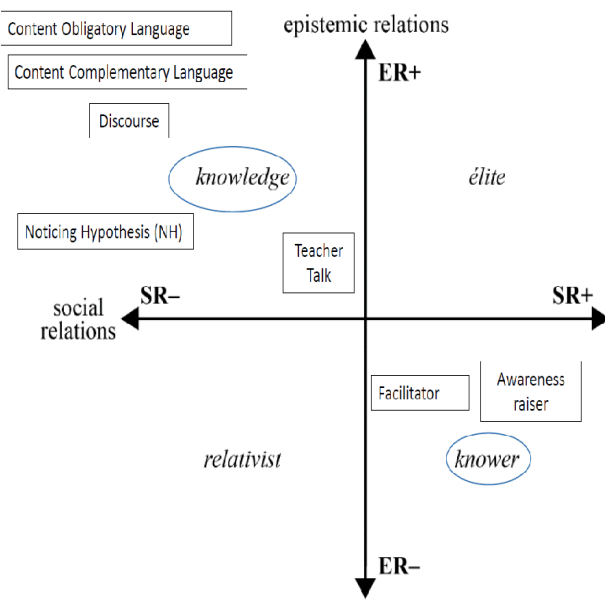 Content Obligatory Language
epistemic relations
Content Complementary Language
ER+
Discourse
knowledge
élite
Noticing Hypothesis (NH)
Teacher
Talk
SR–
SR+
social
relations
Facilitator
Awareness
raiser
relativist
knower
ER–